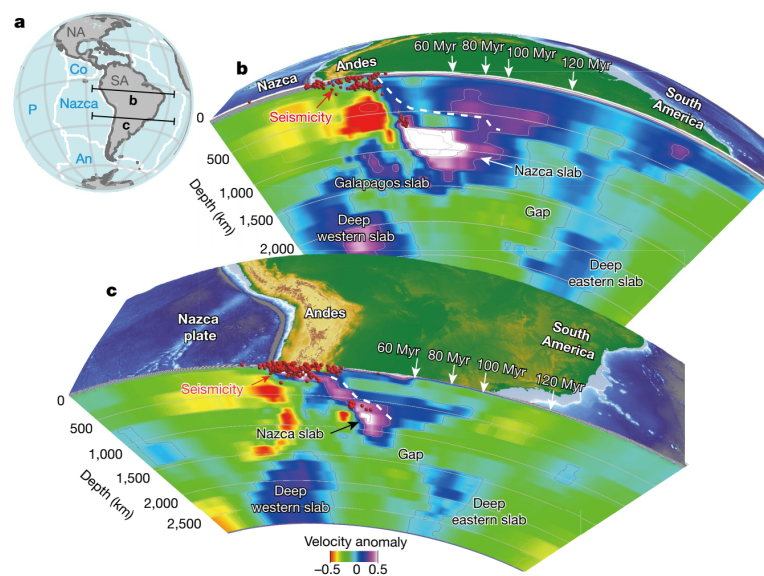 a
NA
Co
SA
P
Nazca
b
c
An
b
Nazca
Andes
60 Myr
80 Myr
100 Myr
120 Myr
South
America
Seismicity
0
500
1,000
1,500
2,000
Depth (km)
Nazca slab
Galapagos slab
Gap
Deep
western slab
Deep
eastern slab
c
Nazca
plate
Andes
South
America
60 Myr
80 Myr
100 Myr
120 Myr
Seismicity
0
500
1,000
1,500
2,000
2,500
Depth (km)
Nazca slab
Gap
Deep
western slab
Deep
eastern slab
Velocity anomaly
−0.5 0 0.5